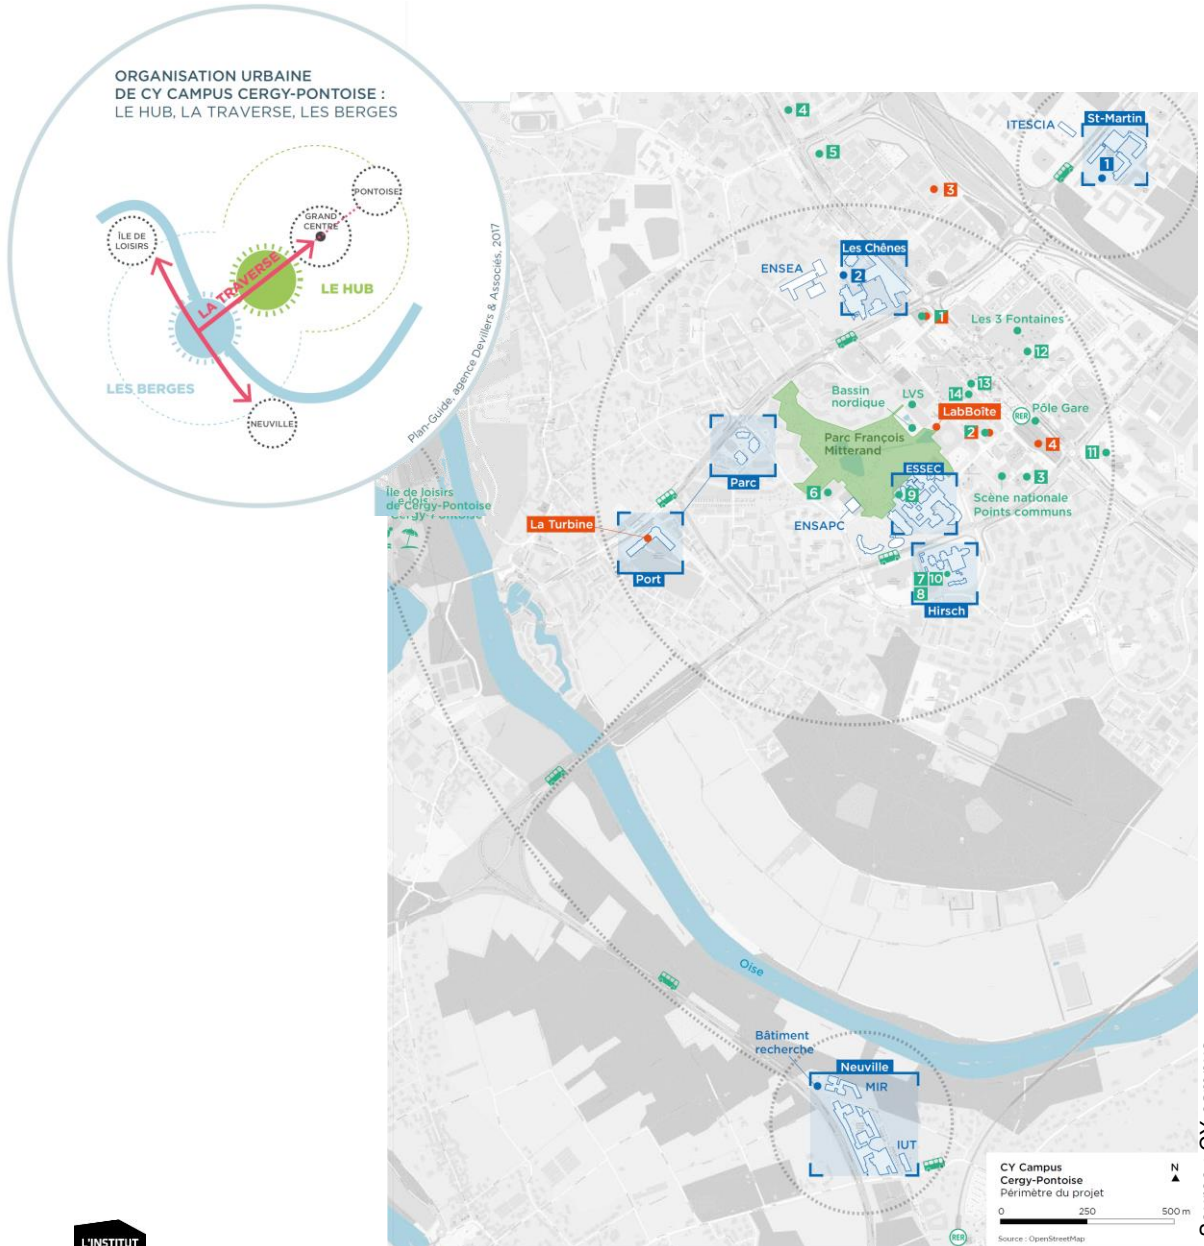 ORGANISATION URBAINE
DE CY CAMPUS CERGY-PONTOISE :
LE HUB, LA TRAVERSE, LES BERGES
PONTOISE
GRAND
CENTRE
ÎLE DE
LOISIRS
LA TRAVERSE
LE HUB
LES BERGES
NEUVILLE
Plan-Guide, agence Devillers & Associés, 2017
4
5
3
ITESCIA
St-Martin
1
Les Chênes
ENSEA
2
1
Les 3 Fontaines
12
13
14
Bassin
nordique
LVS
LabBoîte
RER
Pôle Gare
2
4
11
Parc François
Mitterand
Parc
ESSEC
6
9
3
Scène nationale
Points communs
ENSAPC
Île de loisirs
de Cergy-Pontoise
La Turbine
Port
7 10
8
Hirsch
Oise
Bâtiment
recherche
Neuville
MIR
IUT
RER
CY Campus
Cergy-Pontoise
Périmètre du projet
N
0 250 500 m
Source : OpenStreetMap
L'INSTITUT